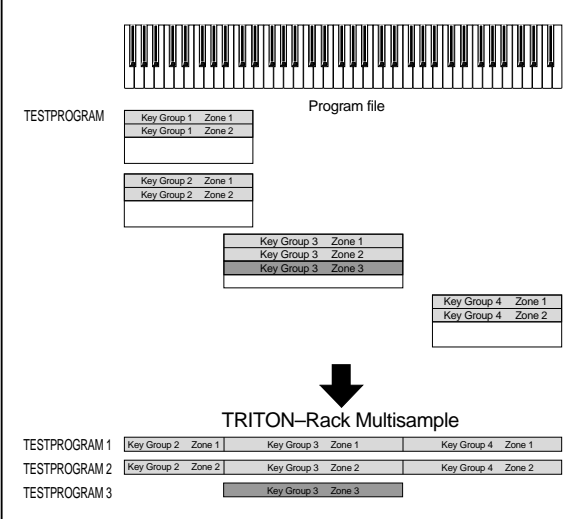 Program file
TESTPROGRAM
Key Group 1 Zone 1
Key Group 1 Zone 2
Key Group 2 Zone 1
Key Group 2 Zone 2
Key Group 3 Zone 1
Key Group 3 Zone 2
Key Group 3 Zone 3
Key Group 4 Zone 1
Key Group 4 Zone 2
TRITON–Rack Multisample
TESTPROGRAM 1 Key Group 2 Zone 1 Key Group 3 Zone 1 Key Group 4 Zone 1
TESTPROGRAM 2 Key Group 2 Zone 2 Key Group 3 Zone 2 Key Group 4 Zone 2
TESTPROGRAM 3 Key Group 3 Zone 3